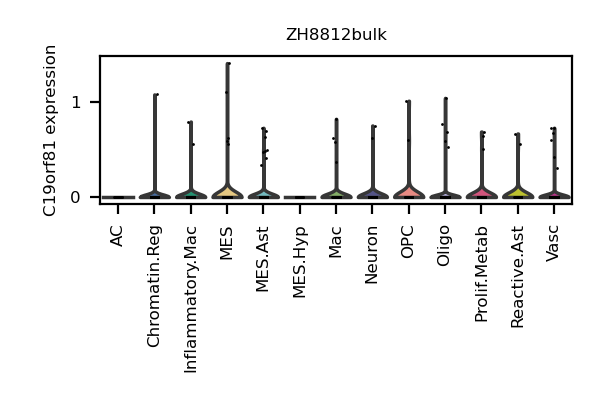 ZH8812bulk
C19orf81 expression
1
0
AC
Chromatin.Reg
Inflammatory.Mac
MES
MES.Ast
MES.Hyp
Mac
Neuron
OPC
Oligo
Prolif.Metab
Reactive.Ast
Vasc